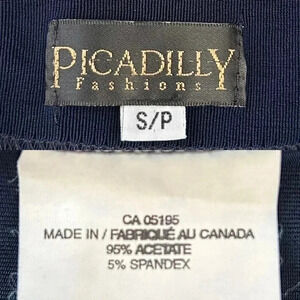 PICADILLY
Fashions
S/P
CA 05195
MADE IN / FABRIQUÉ AU CANADA
95% ACETATE
5% SPANDEX